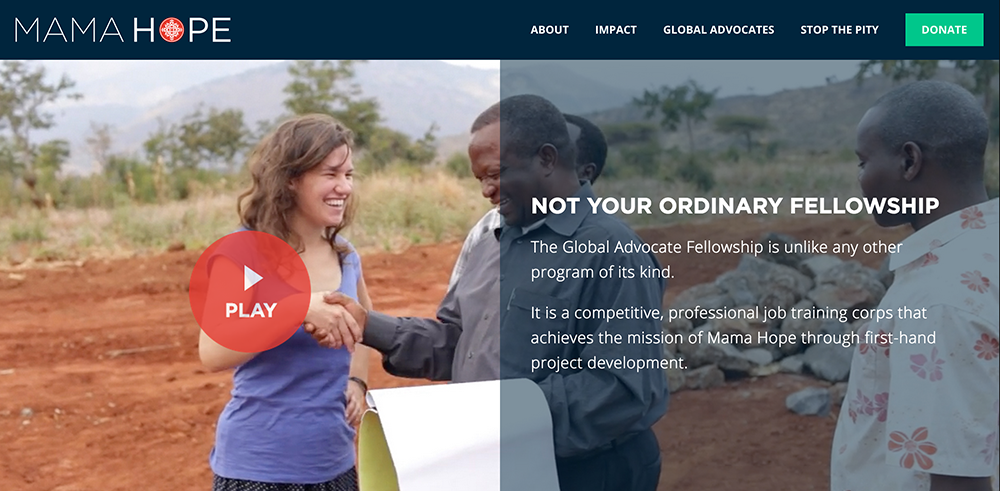 MAMA HOPE
ABOUT IMPACT GLOBAL ADVOCATES STOP THE PITY DONATE
NOT YOUR ORDINARY FELLOWSHIP
The Global Advocate Fellowship is unlike any other
program of its kind.
It is a competitive, professional job training corps that
achieves the mission of Mama Hope through first-hand
project development.
PLAY